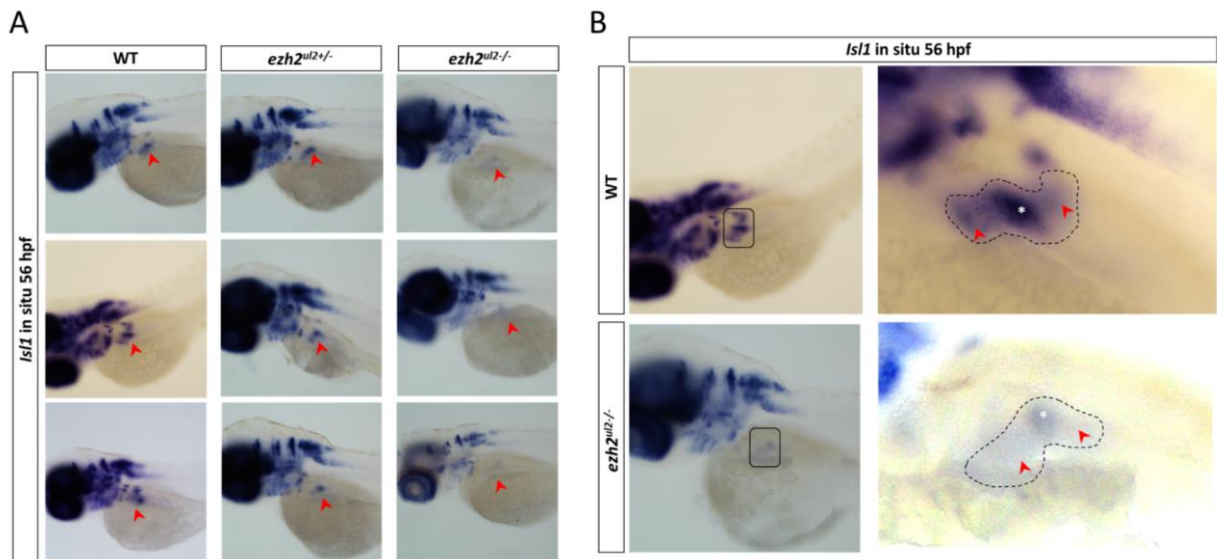 A
B
WT
ezh2ul2+/-
ezh2ul2-/-
Isl1 in situ 56 hpf
Isl1 in situ 56 hpf
WT
*
ezh2ul2-/-
*